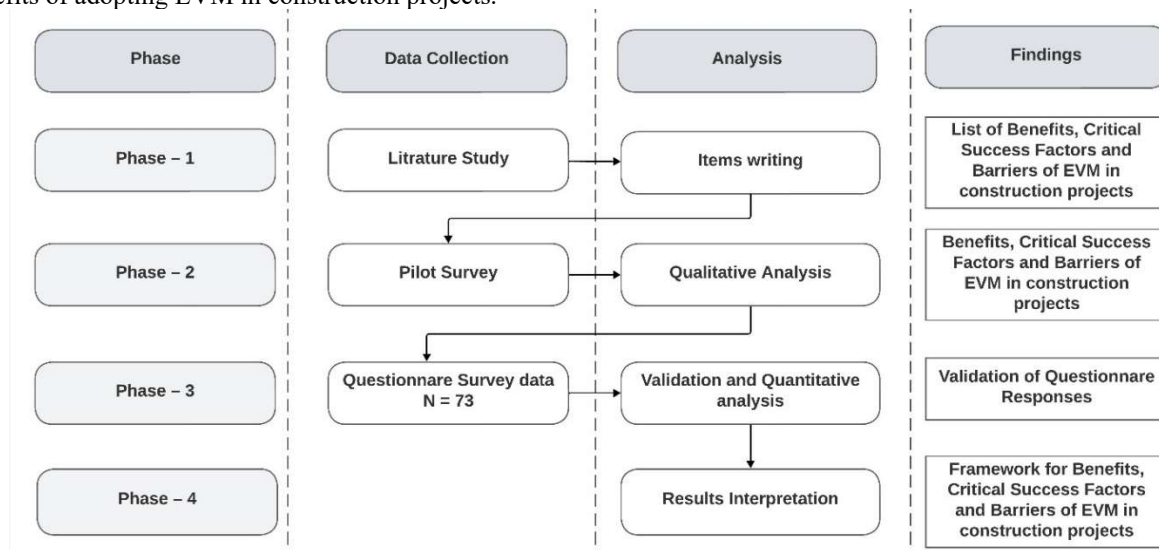 efits of adopting EVM in construction projects.
Phase
Data Collection
Analysis
Findings
Phase – 1
Litrature Study
Items writing
List of Benefits, Critical
Success Factors and
Barriers of EVM in
construction projects
Phase – 2
Pilot Survey
Qualitative Analysis
Benefits, Critical Success
Factors and Barriers of
EVM in construction
projects
Phase – 3
Questionnare Survey data
N = 73
Validation and Quantitative
analysis
Validation of Questionnare
Responses
Phase – 4
Results Interpretation
Framework for Benefits,
Critical Success Factors
and Barriers of EVM in
construction projects